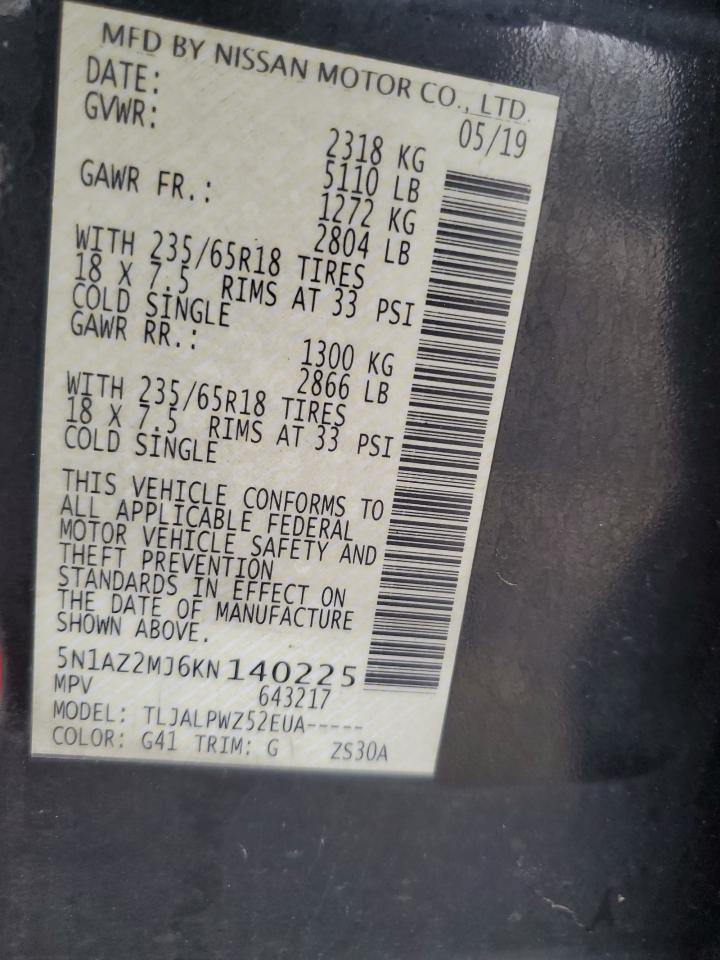 MFD BY NISSAN MOTOR CO., LTD.
DATE: 05/19
GVWR: 2318 KG
5110 LB
GAWR FR.: 1272 KG
2804 LB
WITH 235/65R18 TIRES
18 X 7.5 RIMS AT 33 PSI
COLD SINGLE
GAWR RR.: 1300 KG
2866 LB
WITH 235/65R18 TIRES
18 X 7.5 RIMS AT 33 PSI
COLD SINGLE
THIS VEHICLE CONFORMS TO
ALL APPLICABLE FEDERAL
MOTOR VEHICLE SAFETY AND
THEFT PREVENTION
STANDARDS IN EFFECT ON
THE DATE OF MANUFACTURE
SHOWN ABOVE.
5N1AZ2MJ6KN140225
MPV 643217
MODEL: TLJALPWZ52EUA-----
COLOR: G41 TRIM: G ZS30A